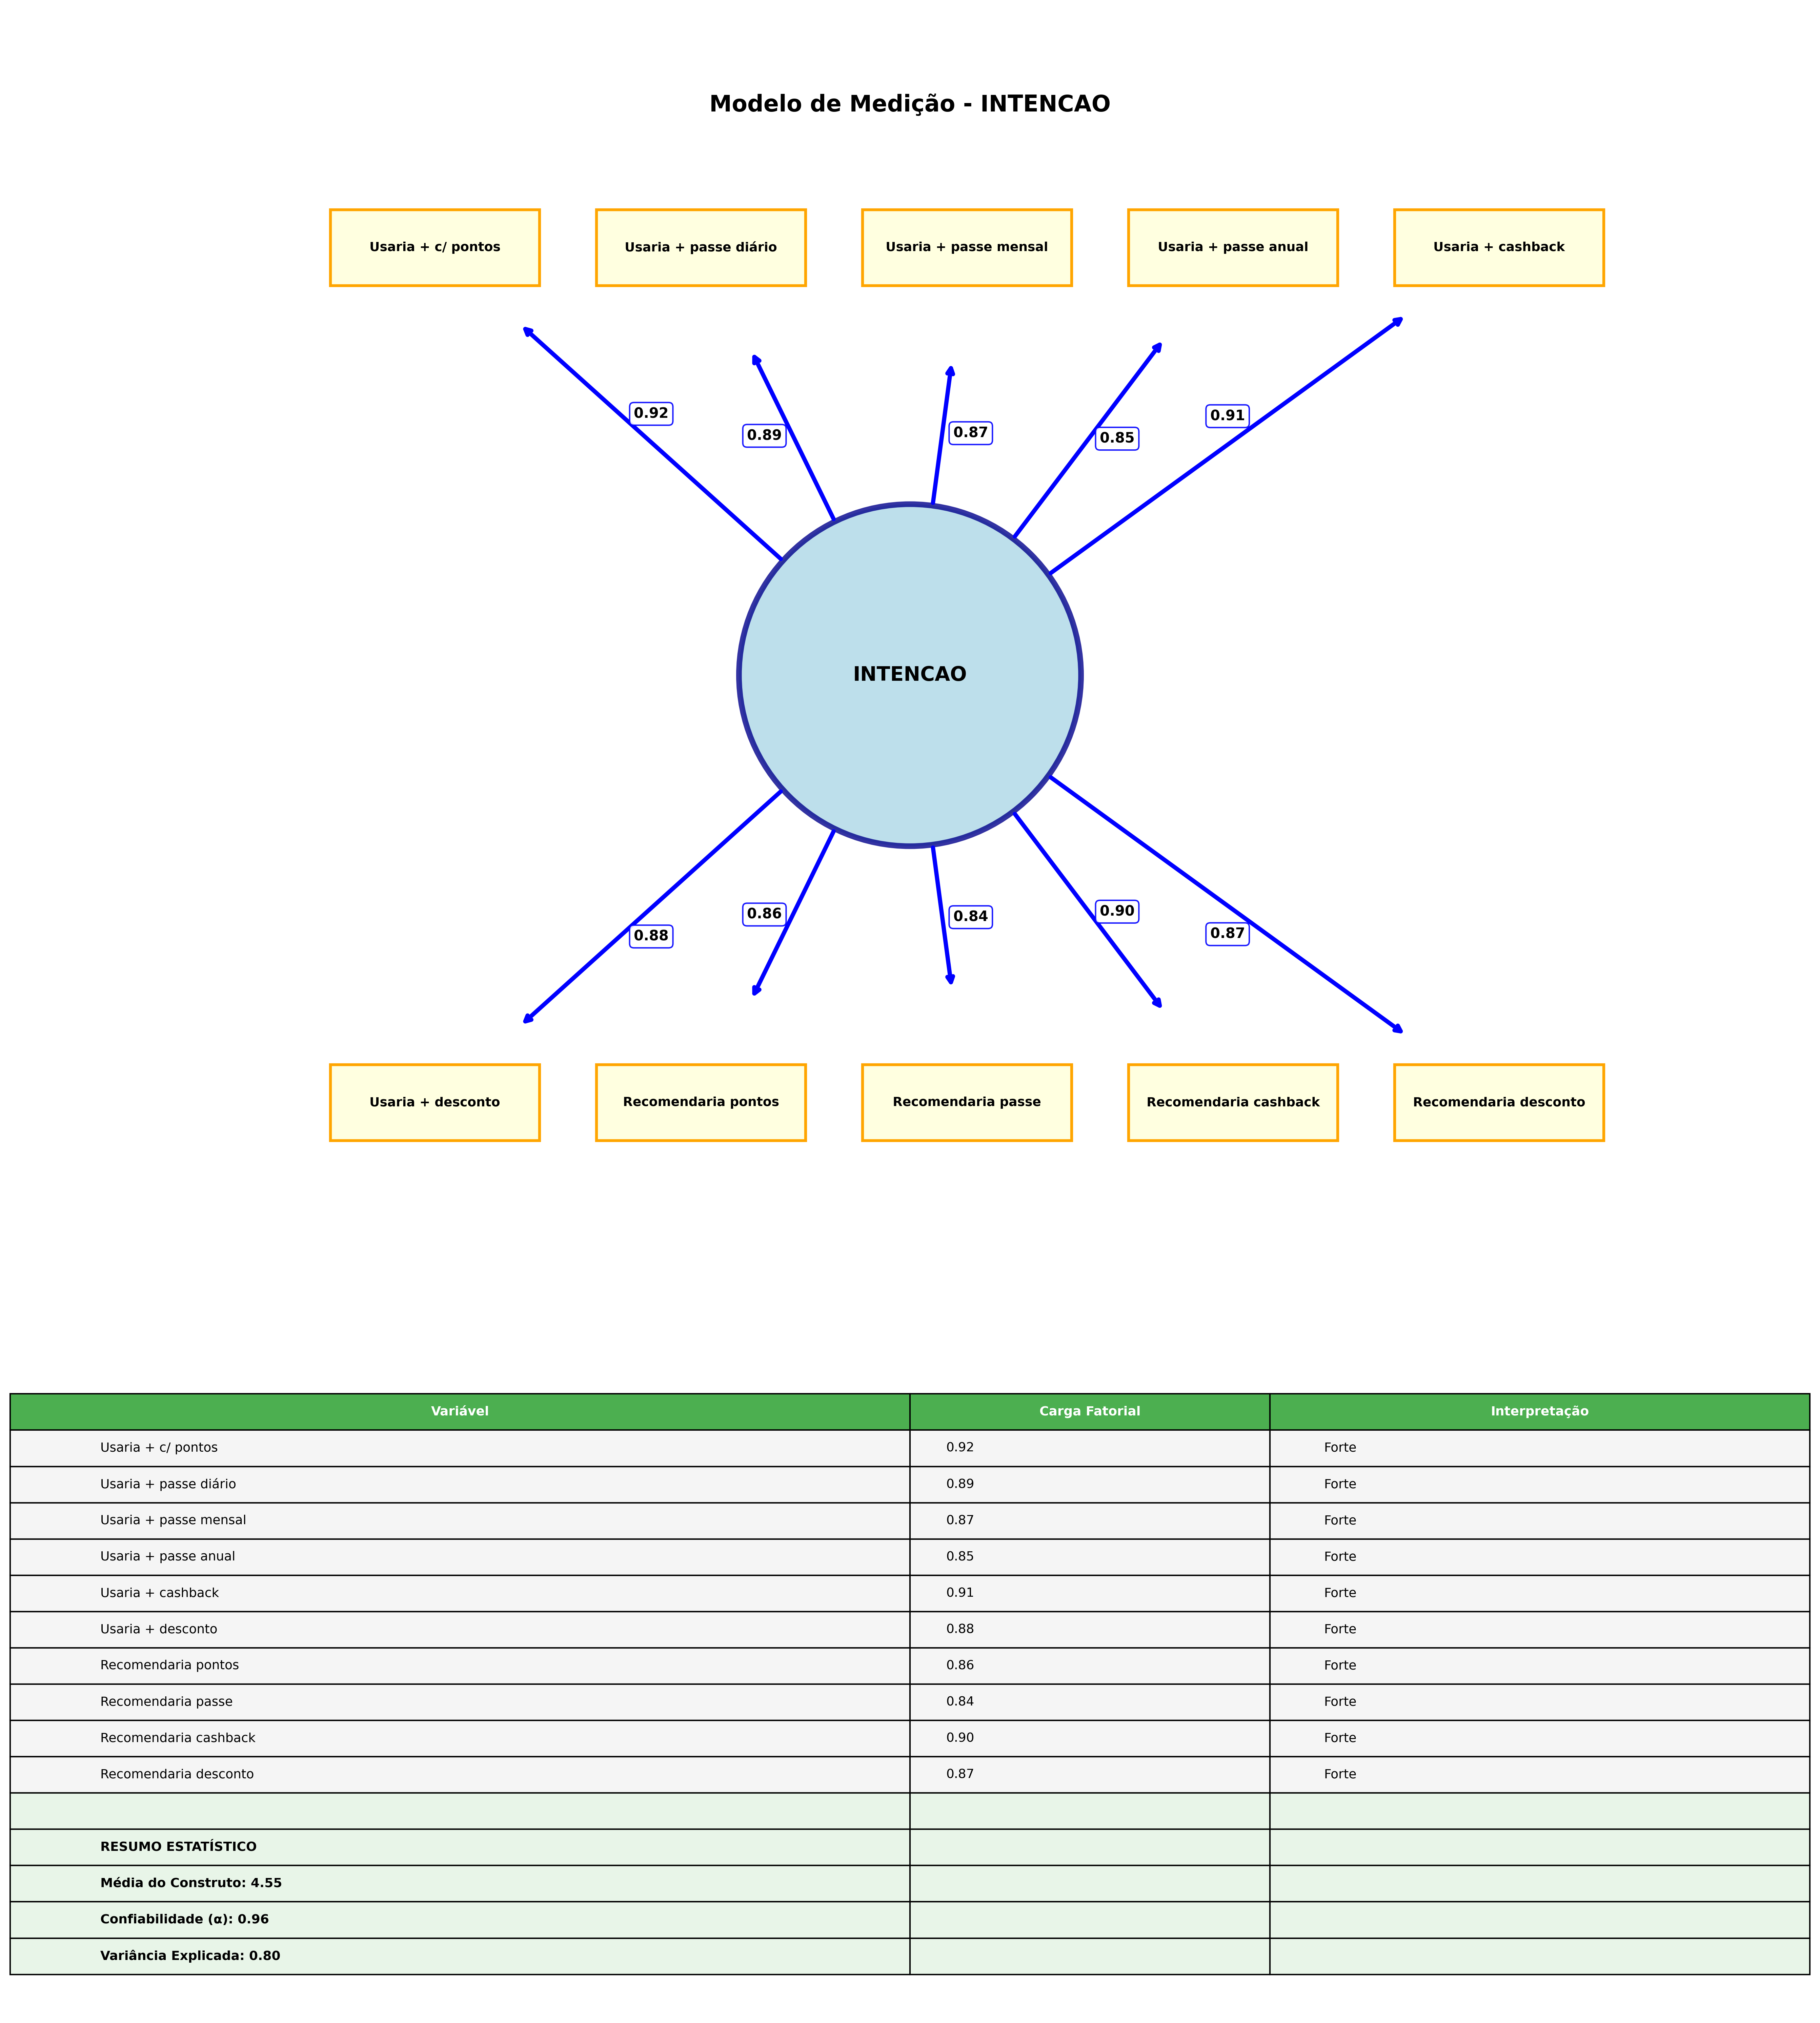 Modelo de Medição - INTENCAO
Usaria + c/ pontos
Usaria + passe diário
Usaria + passe mensal
Usaria + passe anual
Usaria + cashback
0.92
0.89
0.87
0.85
0.91
INTENCAO
0.88
0.86
0.84
0.90
0.87
Usaria + desconto
Recomendaria pontos
Recomendaria passe
Recomendaria cashback
Recomendaria desconto
Variável Carga Fatorial Interpretação
Usaria + c/ pontos 0.92 Forte
Usaria + passe diário 0.89 Forte
Usaria + passe mensal 0.87 Forte
Usaria + passe anual 0.85 Forte
Usaria + cashback 0.91 Forte
Usaria + desconto 0.88 Forte
Recomendaria pontos 0.86 Forte
Recomendaria passe 0.84 Forte
Recomendaria cashback 0.90 Forte
Recomendaria desconto 0.87 Forte
RESUMO ESTATÍSTICO
Média do Construto: 4.55
Confiabilidade (α): 0.96
Variância Explicada: 0.80